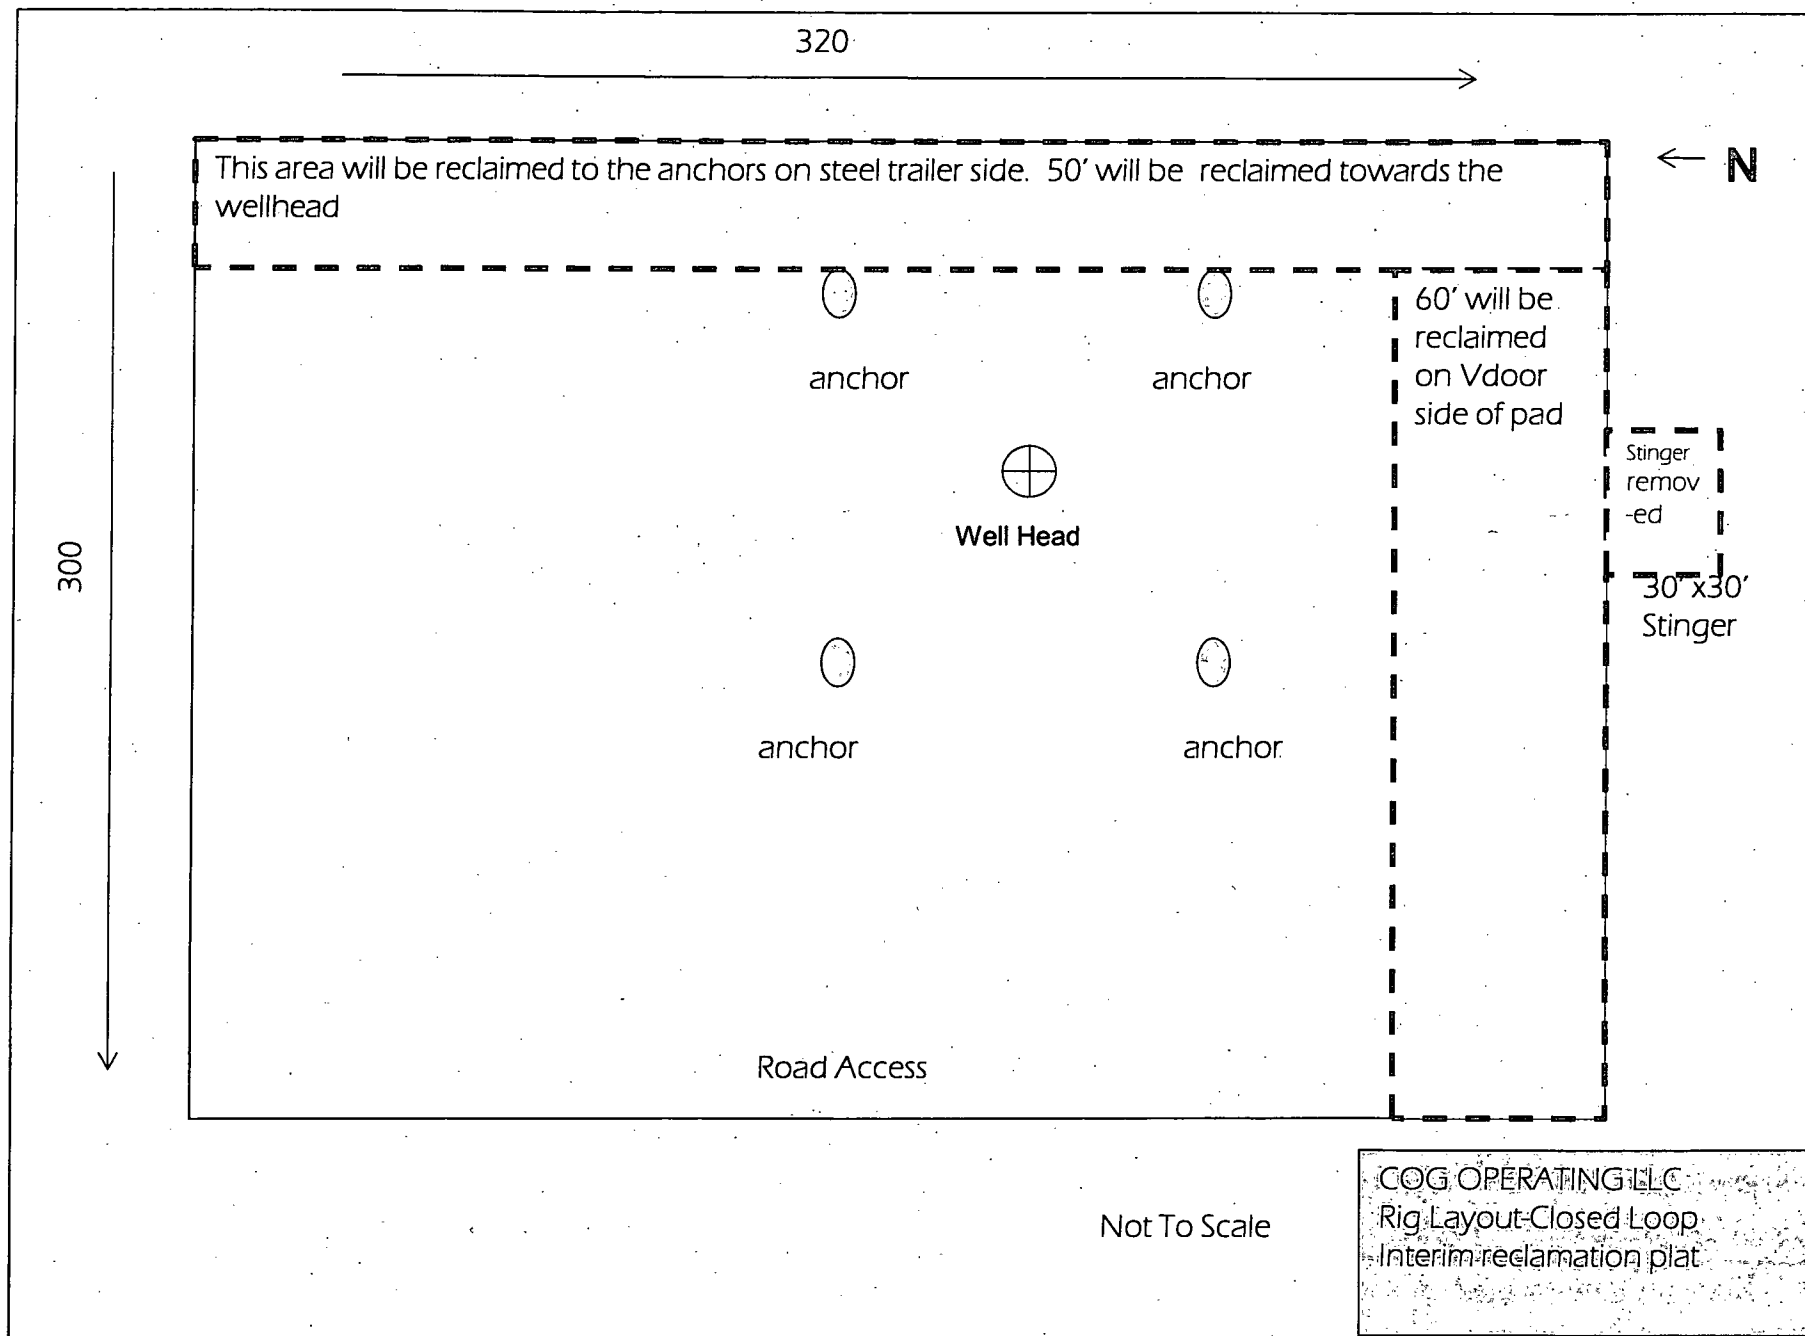 320
This area will be reclaimed to the anchors on steel trailer side. 50' will be reclaimed towards the
wellhead
N
60' will be
reclaimed
on Vdoor
side of pad
anchor
anchor
Stinger
remov
-ed
Well Head
300
30' x30'
Stinger
anchor
anchor
Road Access
Not To Scale
COG OPERATING LLC
Rig Layout-Closed Loop
Interim reclamation plat